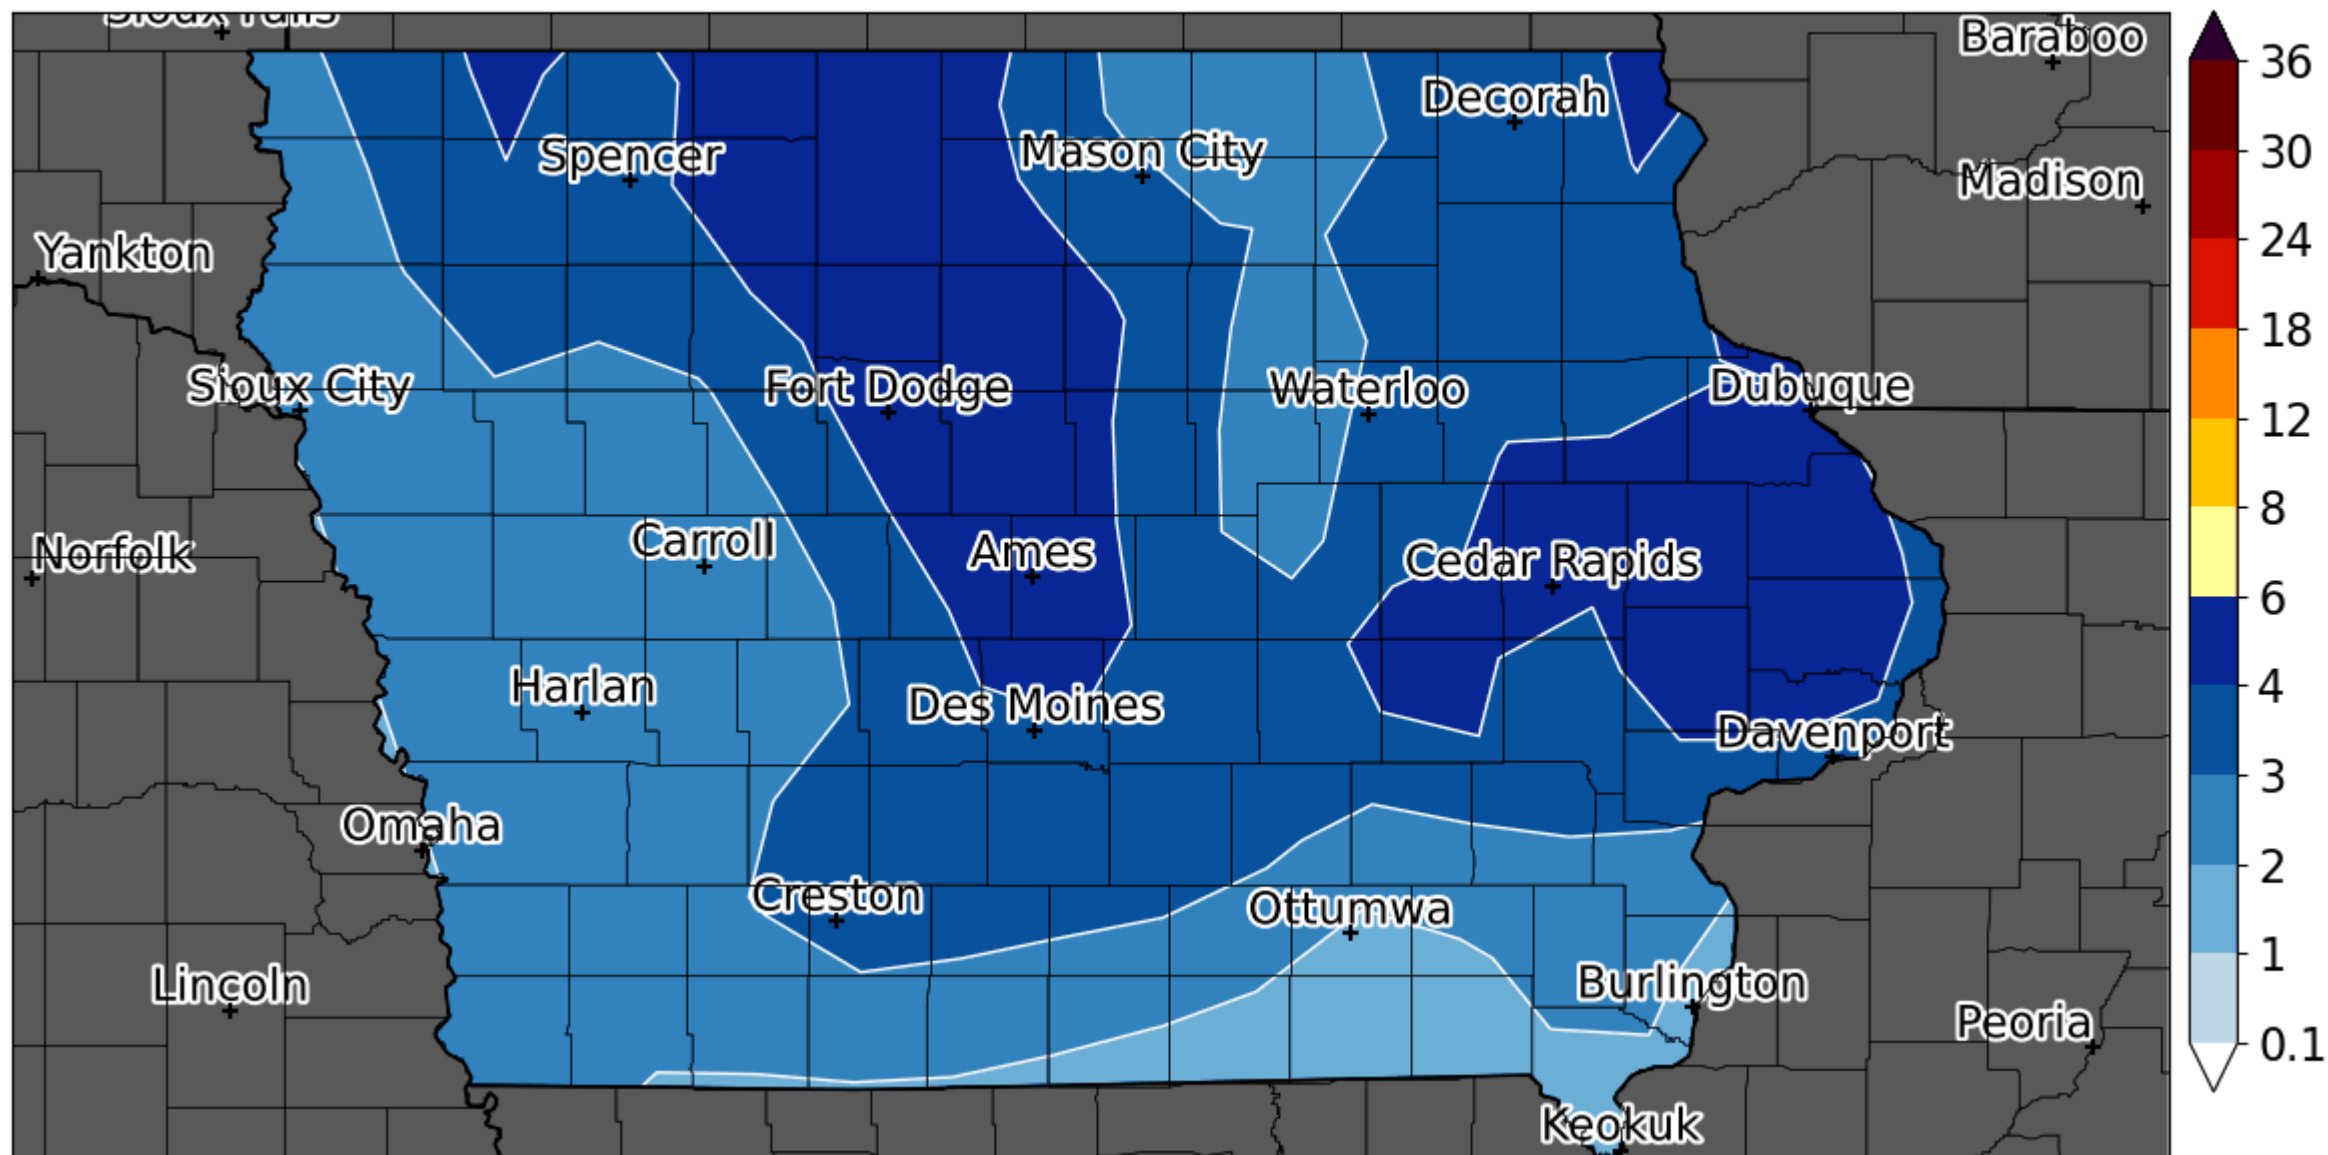 Sioux Falls
Baraboo
36
Decorah
30
Spencer
Mason City
Madison
Yankton
24
18
Sioux City
Fort Dodge
Waterloo
Dubuque
12
8
Norfolk
Carroll
Ames
Cedar Rapids
6
Harlan
Des Moines
4
Davenport
3
Omaha
2
Creston
Ottumwa
1
Lincoln
Burlington
Peoria
0.1
Keokuk